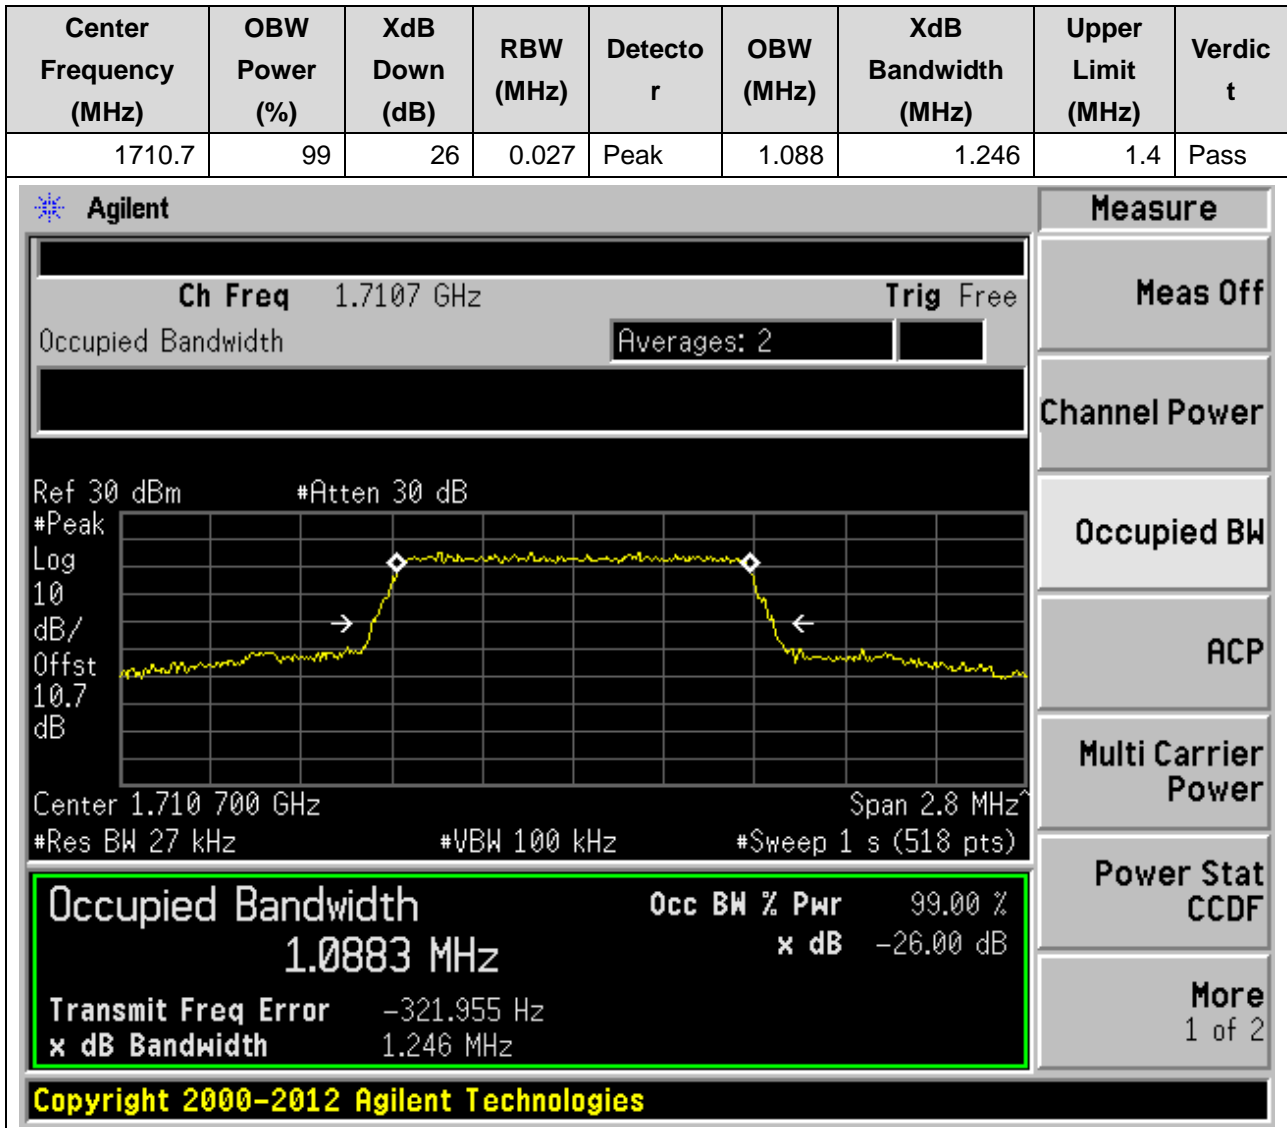 Center Frequency (MHz) OBW Power (%) XdB Down (dB) RBW (MHz) Detecto r OBW (MHz) XdB Bandwidth (MHz) Upper Limit (MHz) Verdic t
1710.7 99 26 0.027 Peak 1.088 1.246 1.4 Pass
Agilent
Measure
Ch Freq 1.7107 GHz Trig Free
Occupied Bandwidth Averages: 2
Meas Off
Channel Power
Occupied BW
ACP
Multi Carrier
Power
Power Stat
CCDF
More
1 of 2
Ref 30 dBm #Atten 30 dB
#Peak
Log
10
dB/
Offst
10.7
dB
Center 1.710 700 GHz Span 2.8 MHz^
#Res BW 27 kHz #VBW 100 kHz #Sweep 1 s (518 pts)
Occupied Bandwidth
1.0883 MHz
Occ BW % Pwr 99.00 %
x dB -26.00 dB
Transmit Freq Error -321.955 Hz
x dB Bandwidth 1.246 MHz
Copyright 2000-2012 Agilent Technologies